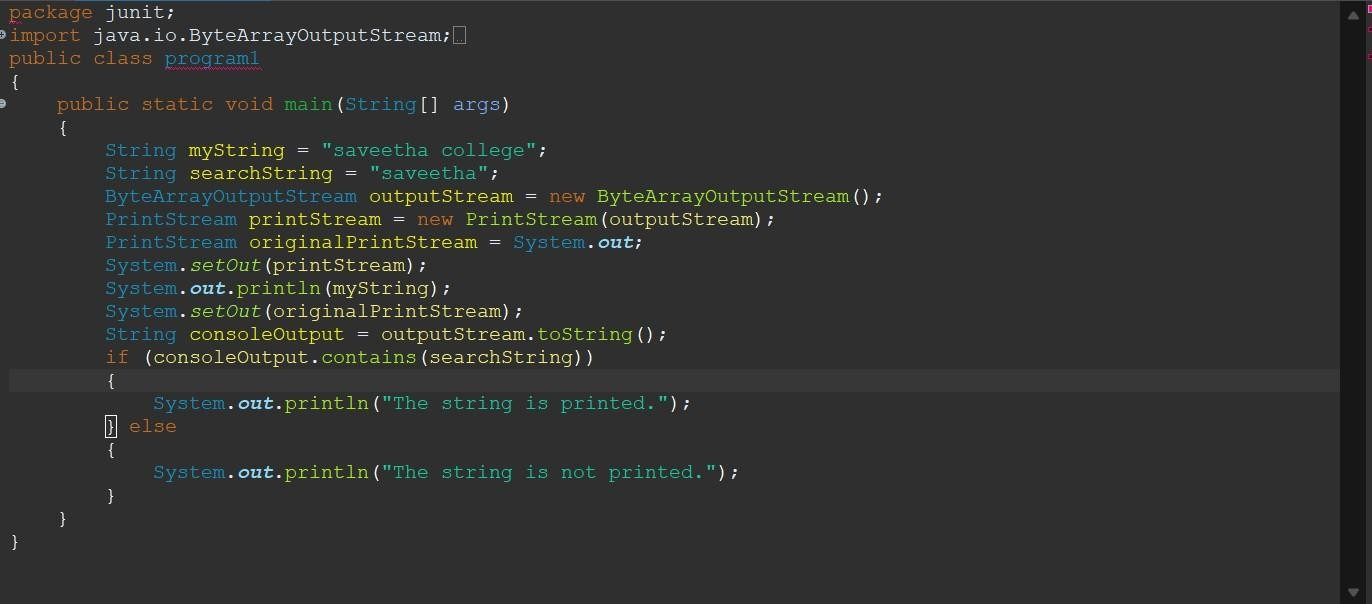 package junit;
import java.io.ByteArrayOutputStream;
public class program1
{
    public static void main(String[] args)
    {
        String myString = "saveetha college";
        String searchString = "saveetha";
        ByteArrayOutputStream outputStream = new ByteArrayOutputStream();
        PrintStream printStream = new PrintStream(outputStream);
        PrintStream originalPrintStream = System.out;
        System.setOut(printStream);
        System.out.println(myString);
        System.setOut(originalPrintStream);
        String consoleOutput = outputStream.toString();
        if (consoleOutput.contains(searchString))
        {
            System.out.println("The string is printed.");
        } else
        {
            System.out.println("The string is not printed.");
        }
    }
}